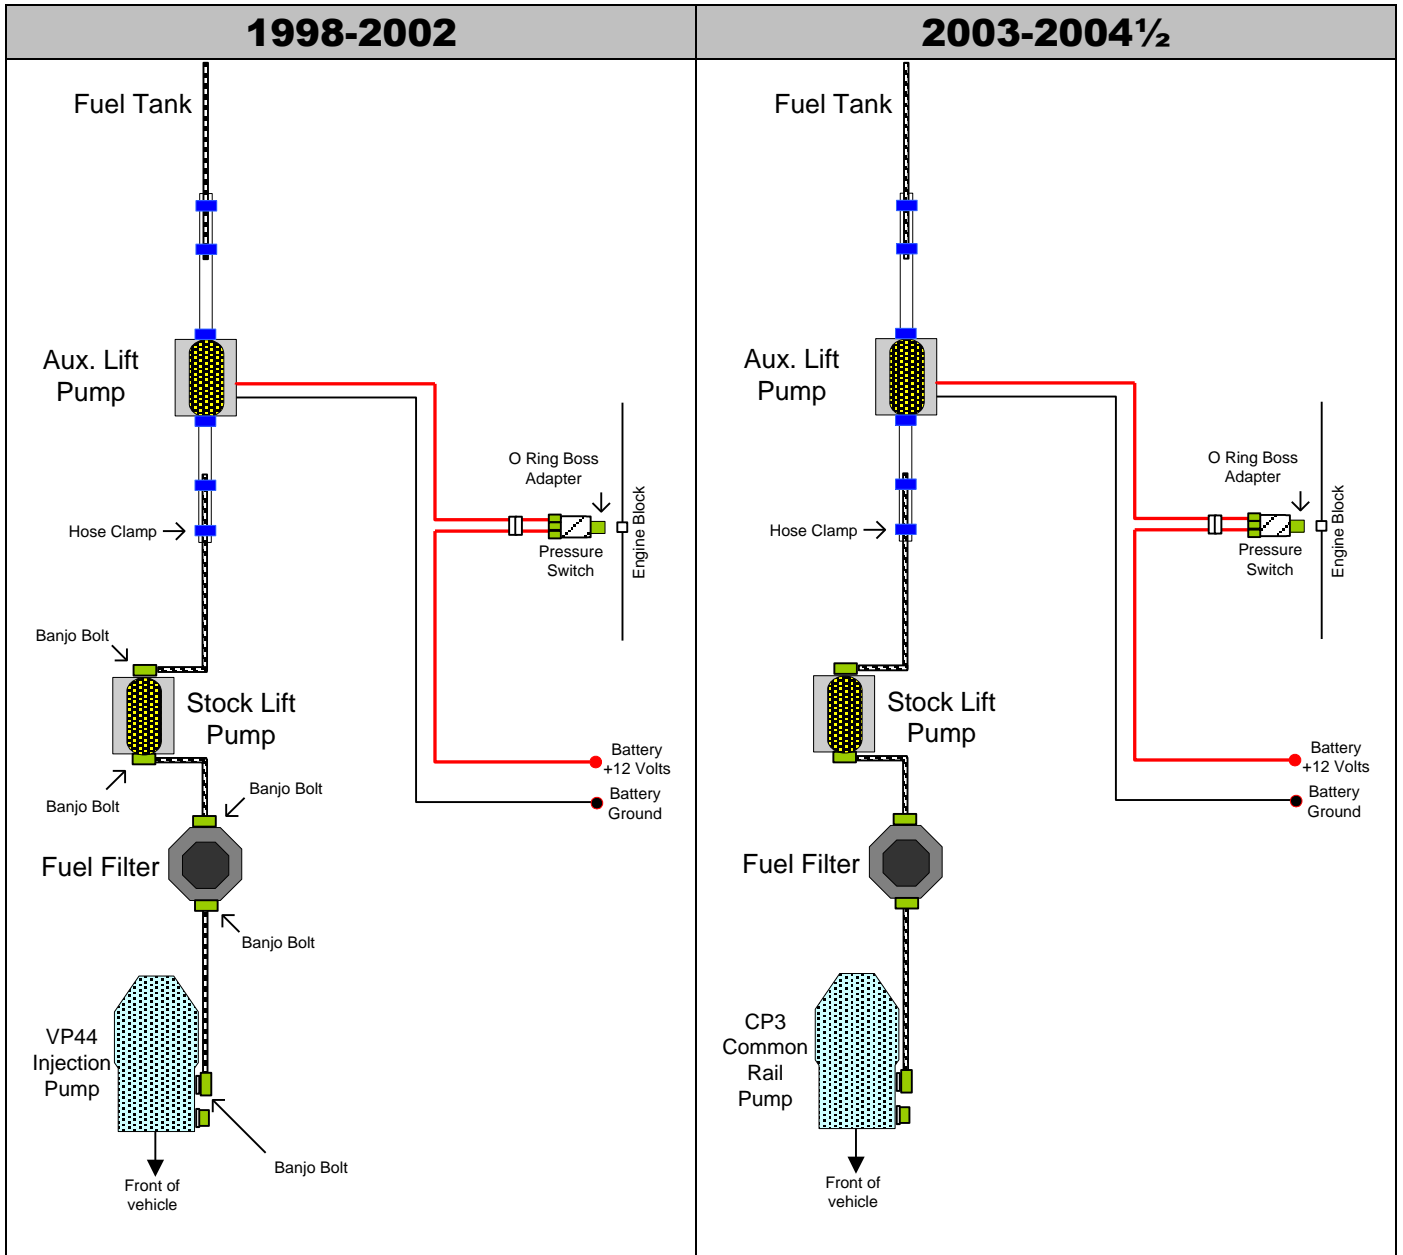 1998-2002
Fuel Tank
Aux. Lift
Pump
O Ring Boss
Adapter
Hose Clamp
Pressure
Switch
Engine Block
Banjo Bolt
Stock Lift
Pump
Battery
+12 Volts
Banjo Bolt
Banjo Bolt
Battery
Ground
Fuel Filter
Banjo Bolt
VP44
Injection
Pump
Banjo Bolt
Front of
vehicle
2003-2004½
Fuel Tank
Aux. Lift
Pump
O Ring Boss
Adapter
Hose Clamp
Pressure
Switch
Engine Block
Stock Lift
Pump
Battery
+12 Volts
Battery
Ground
Fuel Filter
CP3
Common
Rail
Pump
Front of
vehicle